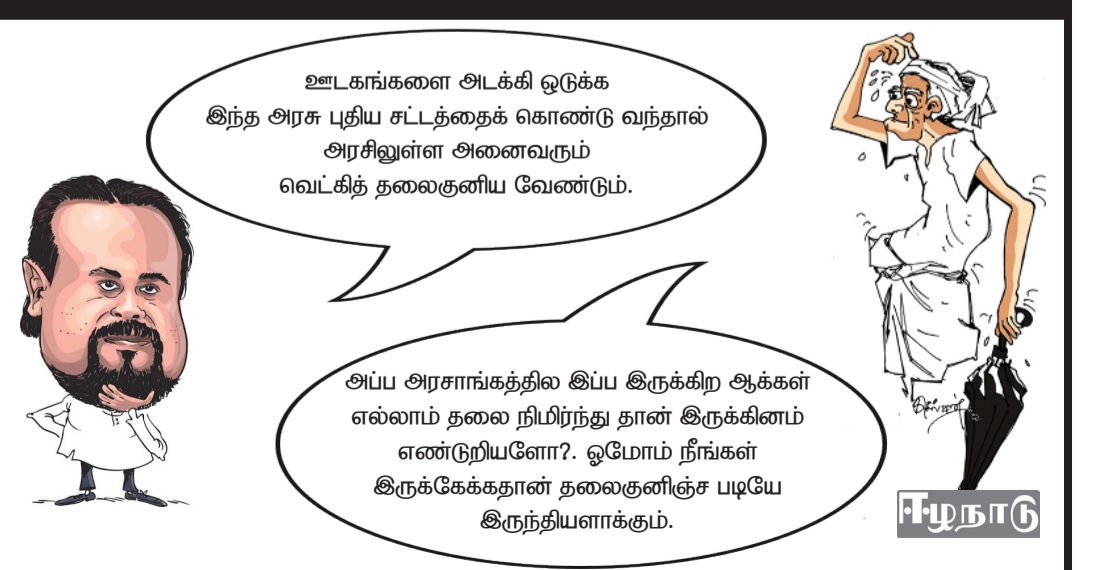 ஊடகங்களை அடக்கி ஒடுக்க
இந்த அரசு புதிய சட்டத்தைக் கொண்டு வந்தால்
அரசிலுள்ள அனைவரும்
வெட்கித் தலைகுனிய வேண்டும்.
அப்ப அரசாங்கத்தில இப்ப இருக்கிற ஆக்கள்
எல்லாம் தலை நிமிர்ந்து தான் இருக்கினம்
எண்டுறியளோ?. ஓமோம் நீங்கள்
இருக்கேக்கதான் தலைகுனிஞ்ச படியே
இருந்தியளாக்கும்.
ஈழநாடு